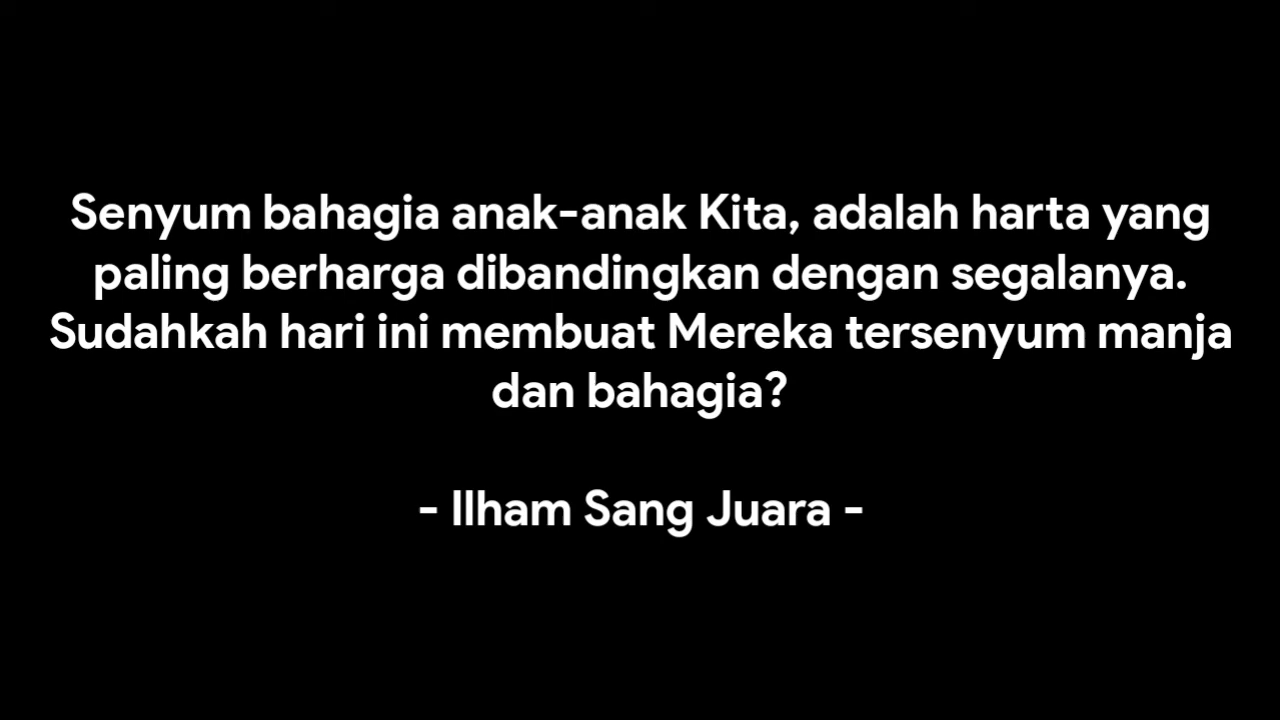 Senyum bahagia anak-anak Kita, adalah harta yang
paling berharga dibandingkan dengan segalanya.
Sudahkah hari ini membuat Mereka tersenyum manja
dan bahagia?
- Ilham Sang Juara -